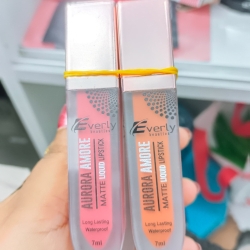 Everly
AURORA AMORE
MATTE LIQUID LIPSTICK
Long Lasting
Waterproof
7ml
Everly
AURORA AMORE
MATTE LIQUID LIPSTICK
Long Lasting
Waterproof
7ml